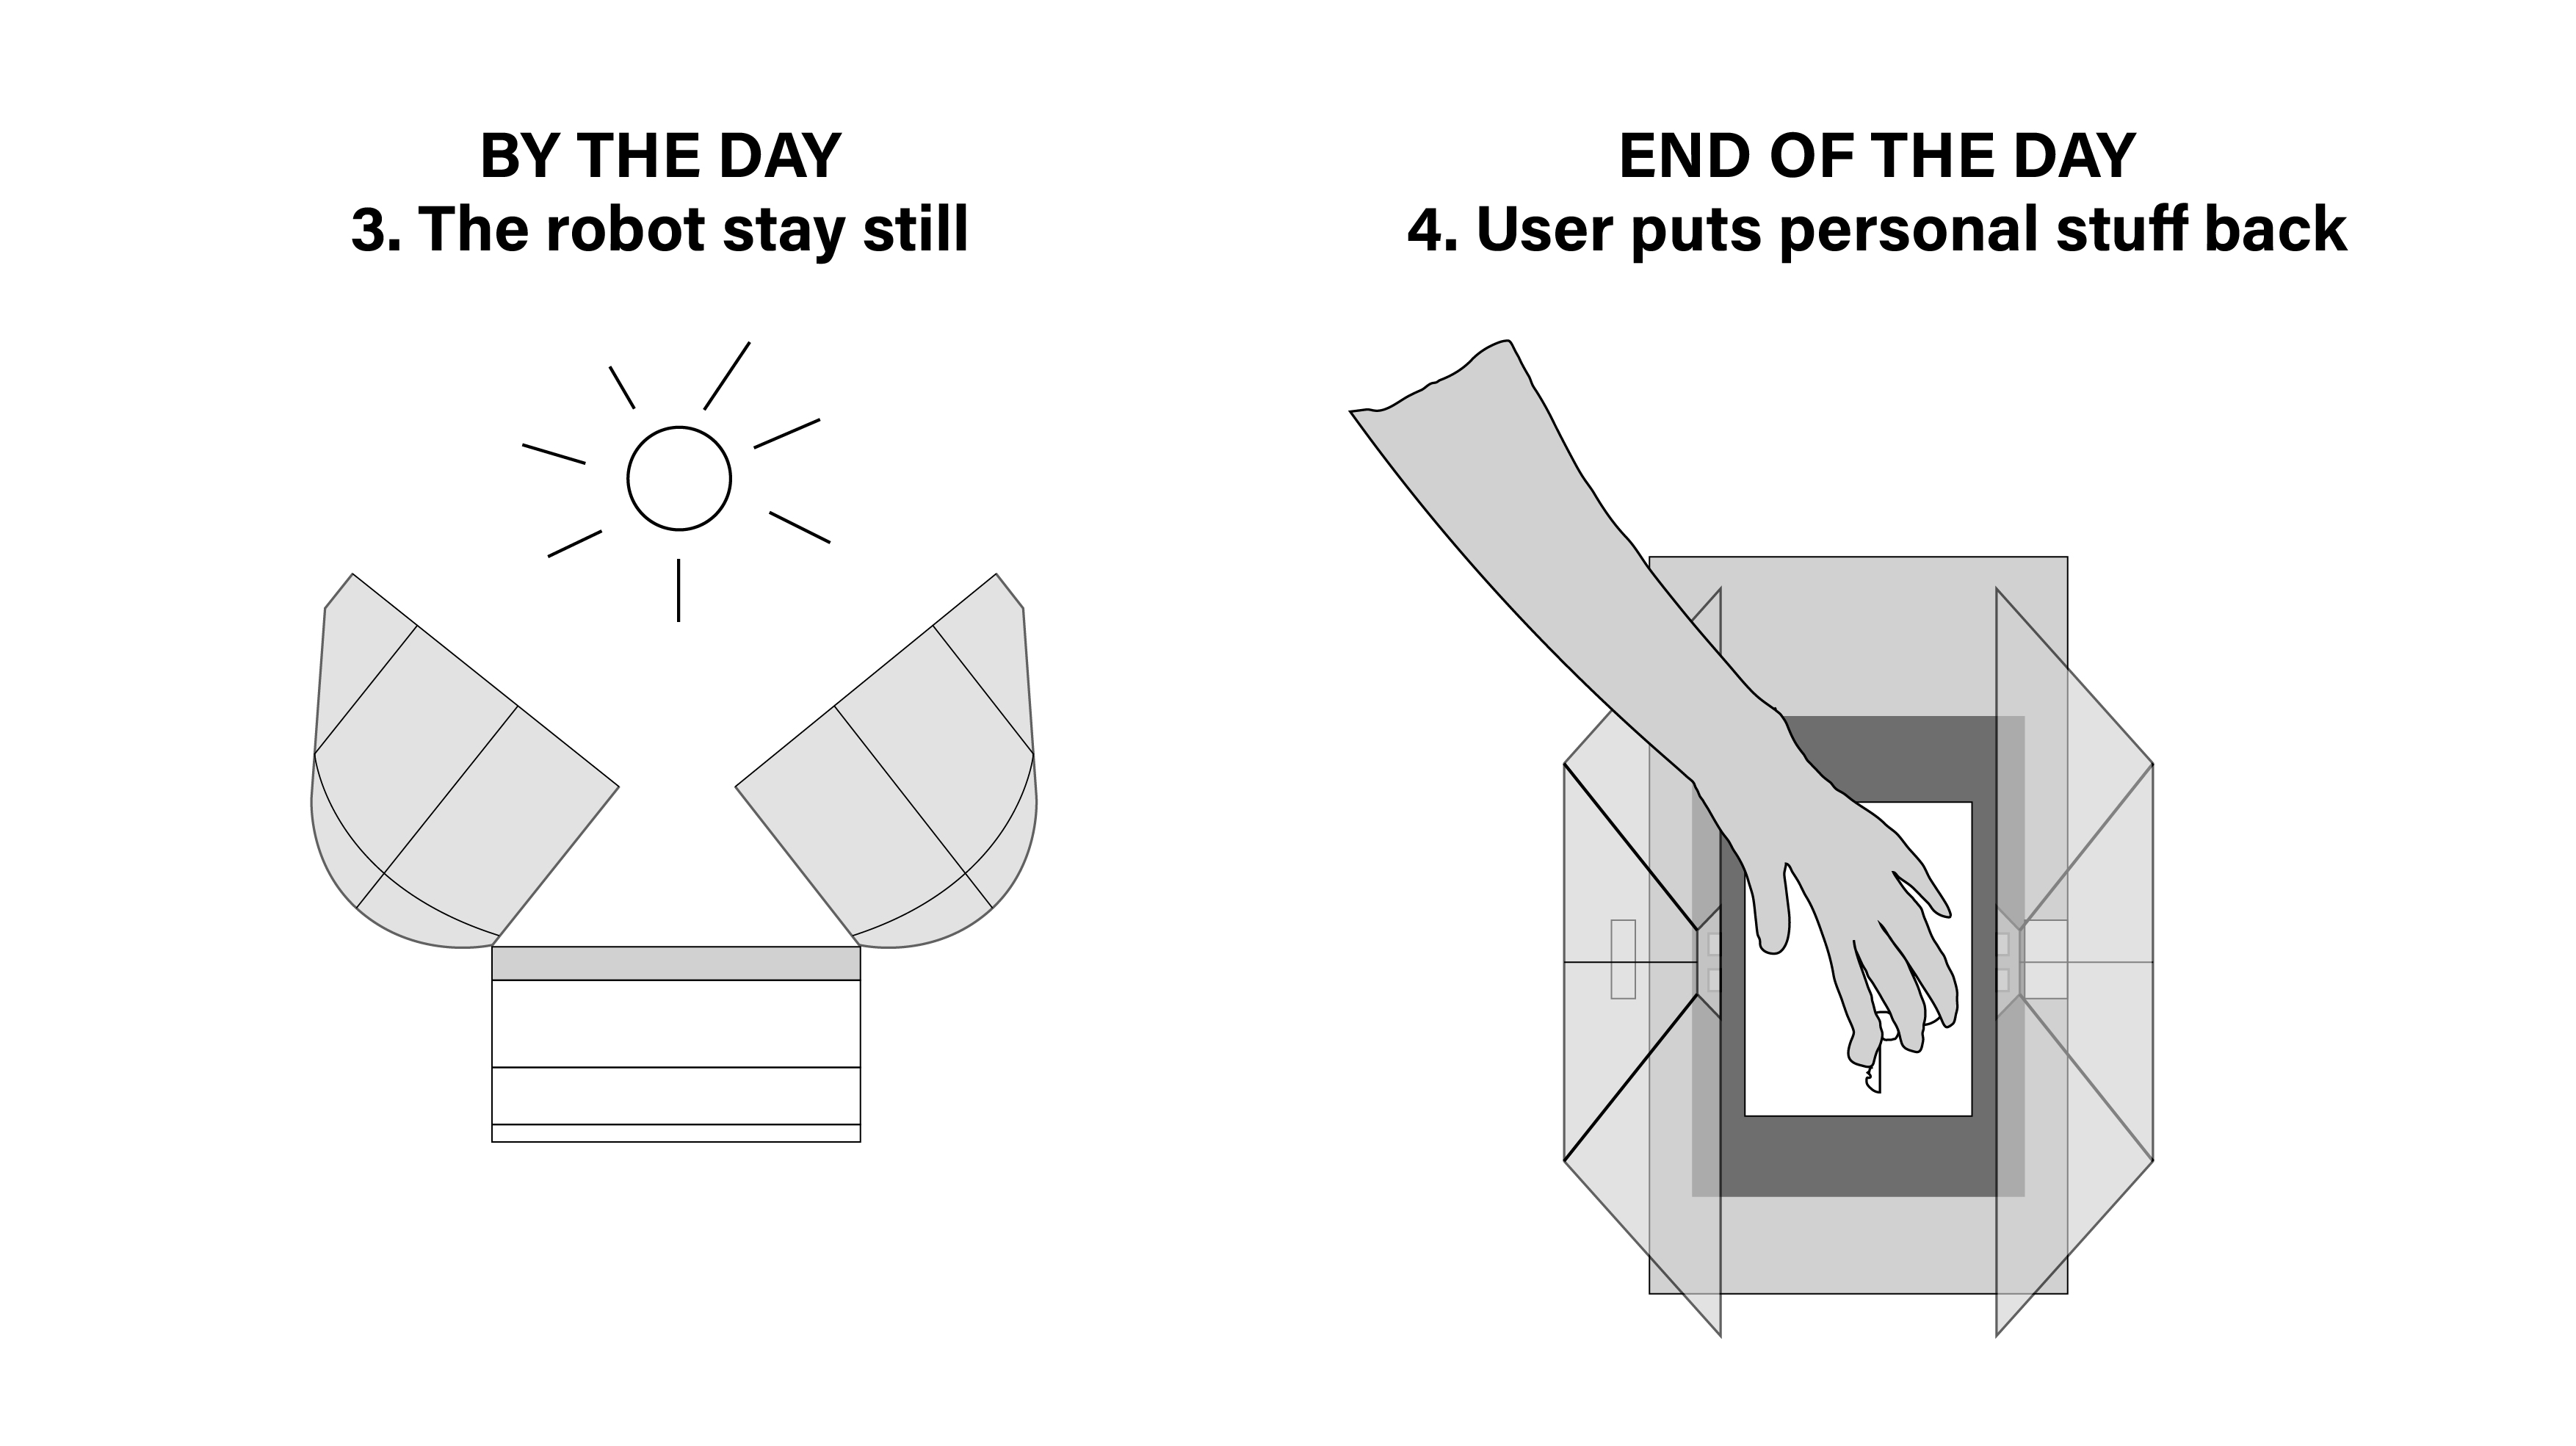 BY THE DAY
3. The robot stay still
END OF THE DAY
4. User puts personal stuff back